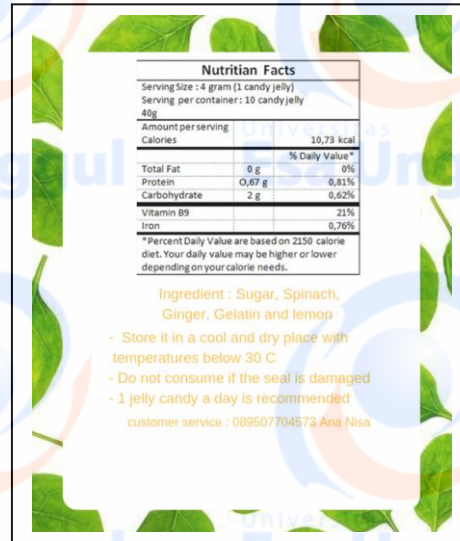 Nutritian Facts
Serving Size : 4 gram (1 candy jelly)
Serving per container : 10 candy jelly
40g
Amount per serving
Calories 10,73 kcal
% Daily Value*
Total Fat 0 g 0%
Protein O,67 g 0,81%
Carbohydrate 2 g 0,62%
Vitamin B9 21%
Iron 0,76%
*Percent Daily Value are based on 2150 calorie
diet. Your daily value may be higher or lower
depending on your calorie needs.
Ingredient : Sugar, Spinach,
Ginger, Gelatin and lemon
- Store it in a cool and dry place with
temperatures below 30 C
- Do not consume if the seal is damaged
- 1 jelly candy a day is recommended
customer service : 089507704573 Ana Nisa
Universitas
Esa Ung
ggul
Univers